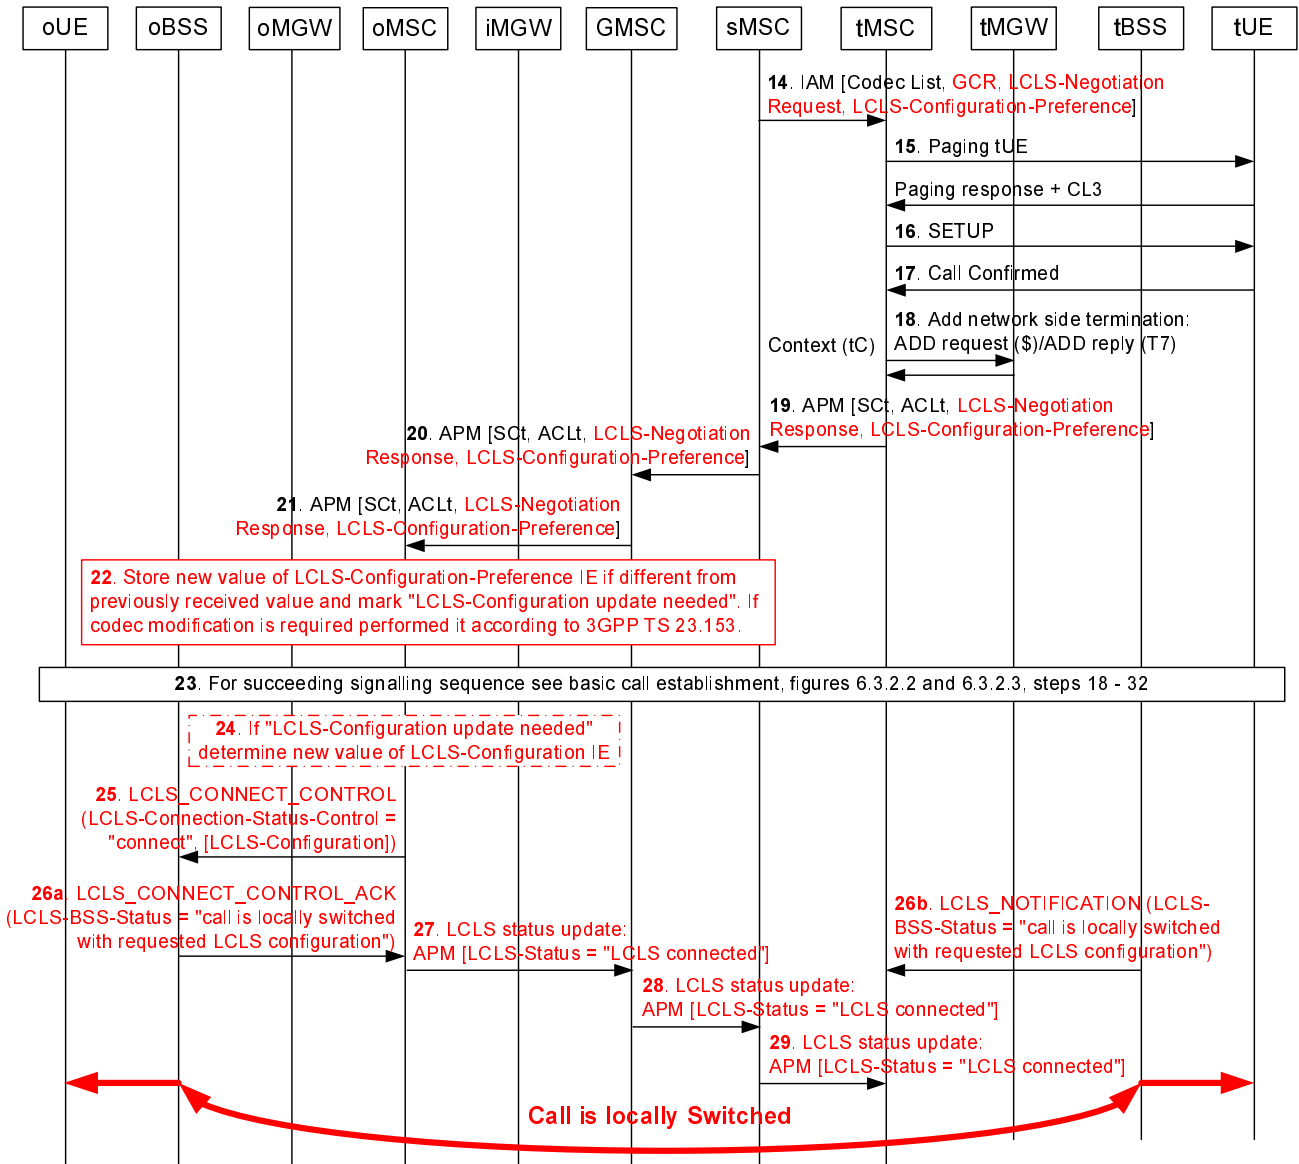 oUE oBSS oMGW oMSC iMGW GMSC sMSC tMSC tMGW tBSS tUE
14. IAM [Codec List, GCR, LCLS-Negotiation
Request, LCLS-Configuration-Preference]
15. Paging tUE
Paging response + CL3
16. SETUP
17. Call Confirmed
18. Add network side termination:
Context (tC)
ADD request ($)/ADD reply (T7)
19. APM [SCt, ACLt, LCLS-Negotiation
Response, LCLS-Configuration-Preference]
20. APM [SCt, ACLt, LCLS-Negotiation
Response, LCLS-Configuration-Preference]
21. APM [SCt, ACLt, LCLS-Negotiation
Response, LCLS-Configuration-Preference]
22. Store new value of LCLS-Configuration-Preference IE if different from
previously received value and mark "LCLS-Configuration update needed". If
codec modification is required performed it according to 3GPP TS 23.153.
23. For succeeding signalling sequence see basic call establishment, figures 6.3.2.2 and 6.3.2.3, steps 18 - 32
24. If "LCLS-Configuration update needed"
determine new value of LCLS-Configuration IE
25. LCLS_CONNECT_CONTROL
(LCLS-Connection-Status-Control =
"connect", [LCLS-Configuration])
26a. LCLS_CONNECT_CONTROL_ACK
(LCLS-BSS-Status = "call is locally switched
with requested LCLS configuration")
26b. LCLS_NOTIFICATION (LCLS-
BSS-Status = "call is locally switched
with requested LCLS configuration")
27. LCLS status update:
APM [LCLS-Status = "LCLS connected"]
28. LCLS status update:
APM [LCLS-Status = "LCLS connected"]
29. LCLS status update:
APM [LCLS-Status = "LCLS connected"]
Call is locally Switched